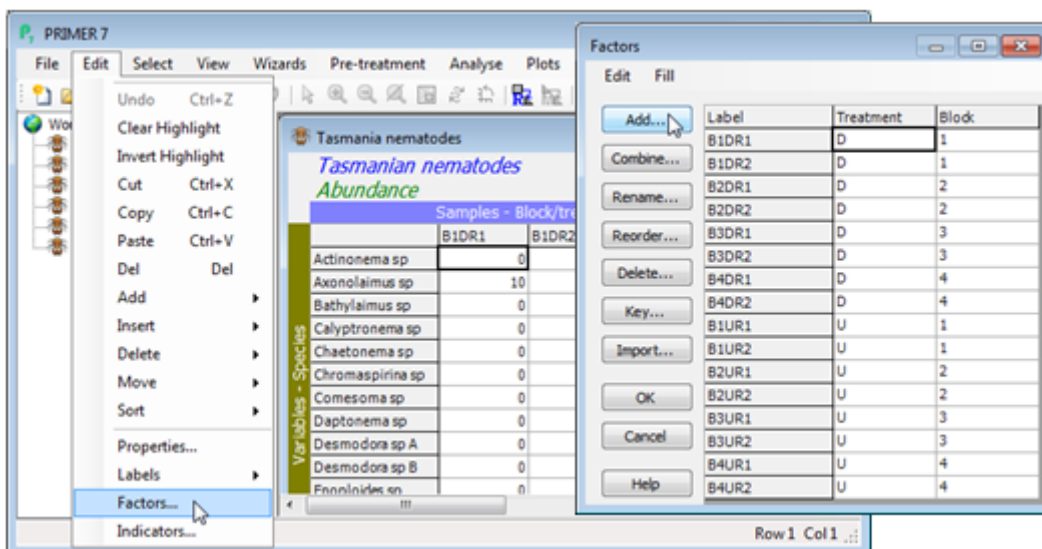 PRIMER 7
File Edit Select View Wizards Pre-treatment Analyse Plots
Undo Ctrl+Z
Clear Highlight
Invert Highlight
Cut Ctrl+X
Copy Ctrl+C
Paste Ctrl+V
Del Del
Add
Insert
Delete
Move
Sort
Properties...
Labels
Factors...
Indicators...
Tasmania nematodes
Tasmanian nematodes
Abundance
Samples - Block/tre
B1DR1 B1DR2
Variables - Species
Actinonema sp 0
Axonolaimus sp 10
Bathylaimus sp 0
Calyptronema sp 0
Chaetonema sp 0
Chromaspirina sp 0
Comesoma sp 0
Daptonema sp 0
Desmodora sp A 0
Desmodora sp B 0
Enoploides sp 0
Row 1 Col 1
Factors
Edit Fill
Add...
Combine...
Rename...
Reorder...
Delete...
Key...
Import...
OK
Cancel
Help
Label Treatment Block
B1DR1 D 1
B1DR2 D 1
B2DR1 D 2
B2DR2 D 2
B3DR1 D 3
B3DR2 D 3
B4DR1 D 4
B4DR2 D 4
B1UR1 U 1
B1UR2 U 1
B2UR1 U 2
B2UR2 U 2
B3UR1 U 3
B3UR2 U 3
B4UR1 U 4
B4UR2 U 4